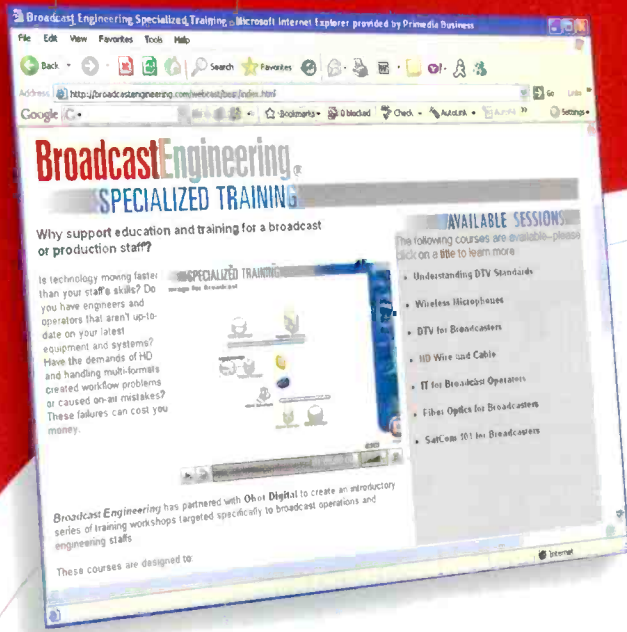 Broadcast Engineering Specialized Training - Microsoft Internet Explorer provided by Primedia Business
File Edit View Favorites Tools Help
Back Search Favorites
Address http://broadcastengineering.com/webcast/best/index.html Go Links »
Google Bookmarks 0 blocked Check AutoLink Settings
BroadcastEngineering
SPECIALIZED TRAINING
Why support education and training for a broadcast
or production staff?
Is technology moving faster
than your staff's skills? Do
you have engineers and
operators that aren't up-to-
date on your latest
equipment and systems?
Have the demands of HD
and handling multi-formats
created workflow problems
or caused on-air mistakes?
These failures can cost you
money.
SPECIALIZED TRAINING
for Broadcast
Broadcast Engineering has partnered with Obor Digital to create an introductory
series of training workshops targeted specifically to broadcast operations and
engineering staffs
These courses are designed to:
AVAILABLE SESSIONS
The following courses are available--please
click on a title to learn more
• Understanding DTV Standards
• Wireless Microphones
• DTV for Broadcasters
• HD Wire and Cable
• IT for Broadcast Operators
• Fiber Optics for Broadcasters
• SatCom 101 for Broadcasters
Internet